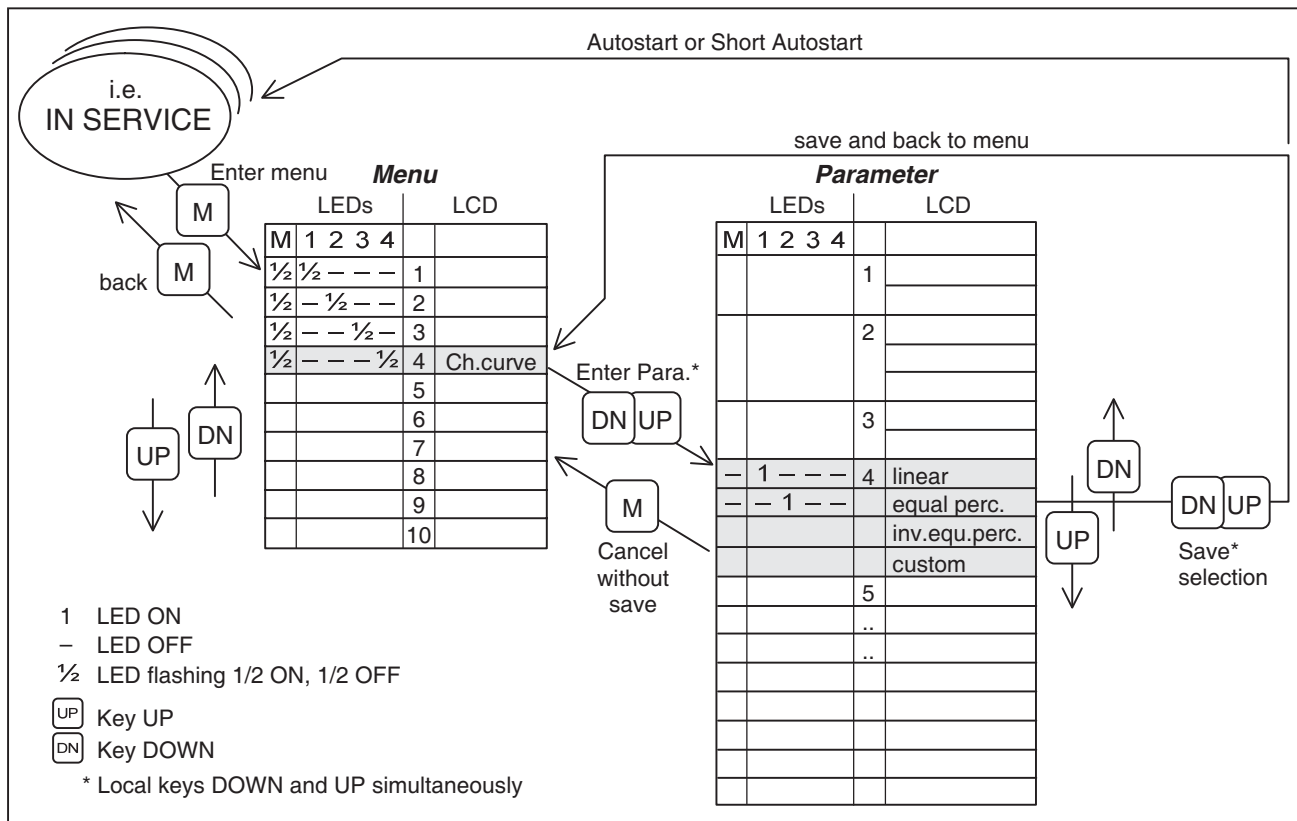 Autostart or Short Autostart
i.e.
IN SERVICE
save and back to menu
Enter menu
Menu
Parameter
LEDs LCD
LEDs LCD
M
M 1 2 3 4
M 1 2 3 4
back M
½ ½ – – – 1
½ – ½ – – 2
½ – – ½ – 3
½ – – – ½ 4 Ch.curve
5
6
7
8
9
10
UP
DN
Enter Para.*
DN UP
M
Cancel
without
save
1
2
3
– 1 – – – 4 linear
– – 1 – – equal perc.
inv.equ.perc.
custom
5
..
..
DN
UP
DN UP
Save*
selection
1 LED ON
– LED OFF
½ LED flashing 1/2 ON, 1/2 OFF
UP Key UP
DN Key DOWN
* Local keys DOWN and UP simultaneously